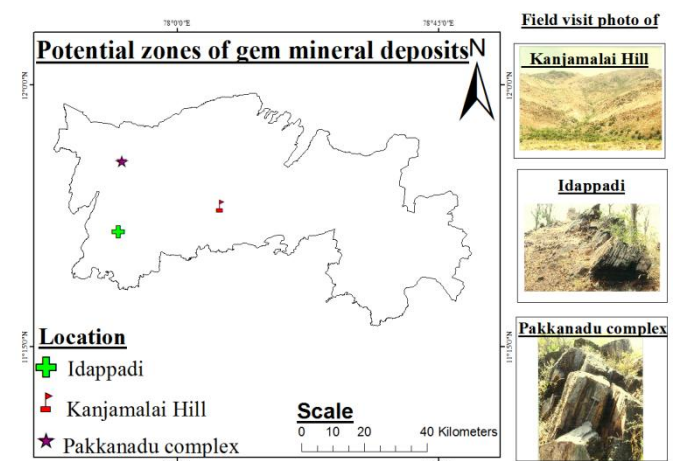 78°0'0"E
78°45'0"E
Potential zones of gem mineral deposits
N
12°0'0"N
12°0'0"N
11°15'0"N
11°15'0"N
Location
Idappadi
Kanjamalai Hill
Pakkanadu complex
Scale
0 10 20 40 Kilometers
Field visit photo of
Kanjamalai Hill
Idappadi
Pakkanadu complex